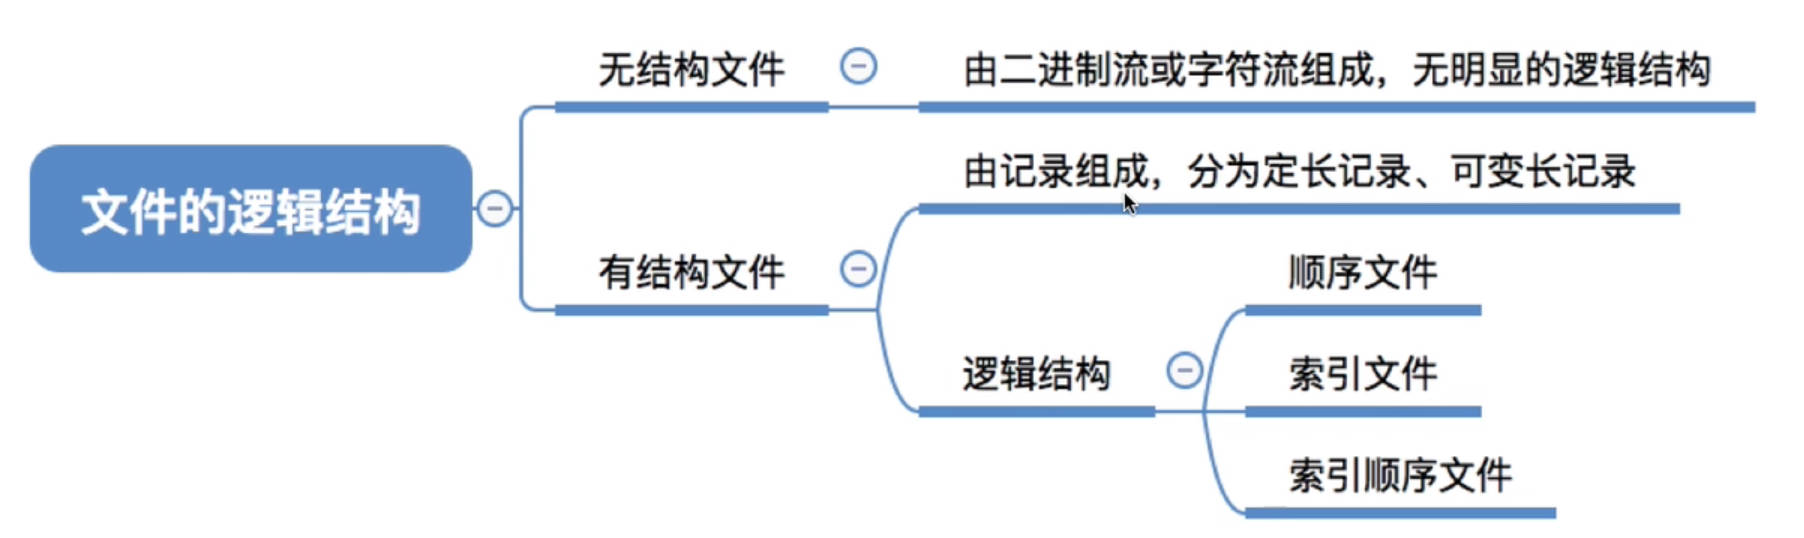 文件的逻辑结构
无结构文件
由二进制流或字符流组成，无明显的逻辑结构
有结构文件
由记录组成，分为定长记录、可变长记录
逻辑结构
顺序文件
索引文件
索引顺序文件